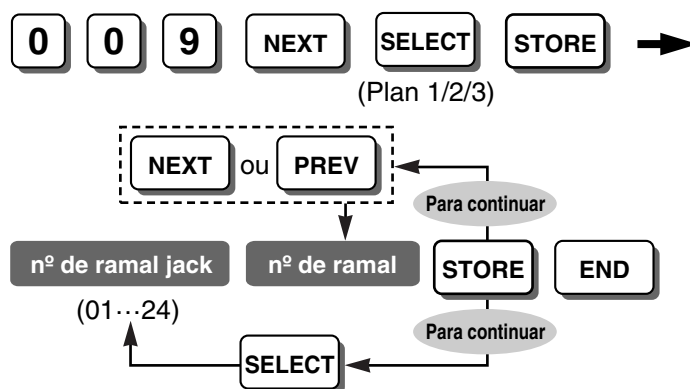 0 0 9 NEXT SELECT STORE
(Plan 1/2/3)
NEXT ou PREV
Para continuar
nº de ramal jack nº de ramal STORE END
(01···24)
Para continuar
SELECT